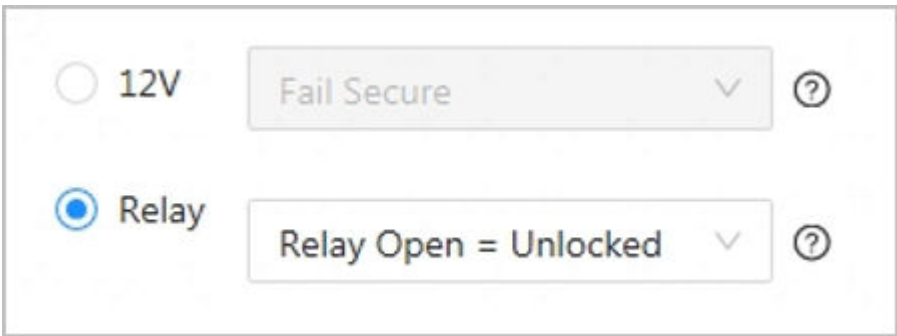 12V Fail Secure ?
Relay Relay Open = Unlocked ?